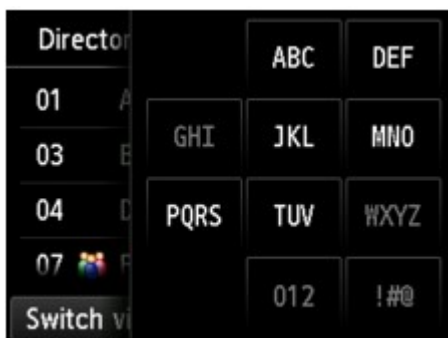 Director
ABC DEF
01 A
GHI JKL MNO
03
04
PQRS TUV WXYZ
07
012 !#@
Switch vi